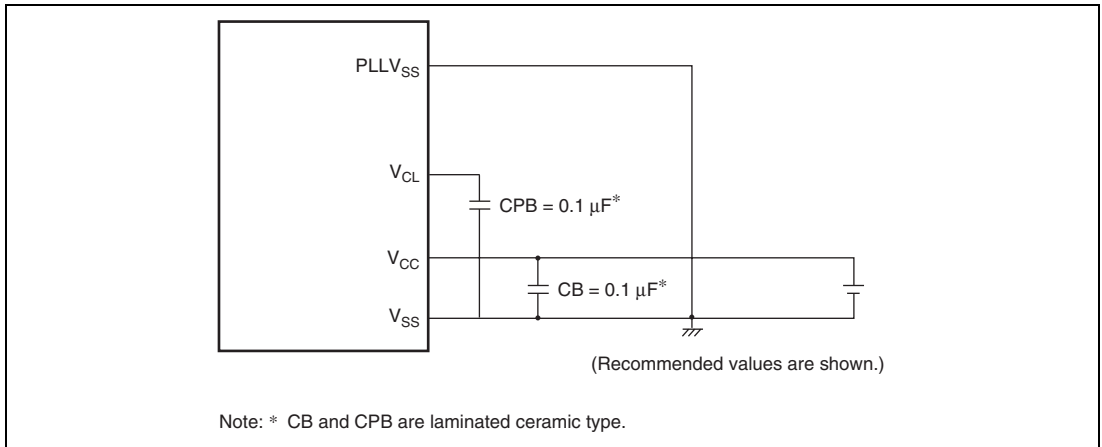 PLLVSS
VCL
CPB = 0.1 μF*
VCC
CB = 0.1 μF*
VSS
(Recommended values are shown.)
Note: * CB and CPB are laminated ceramic type.